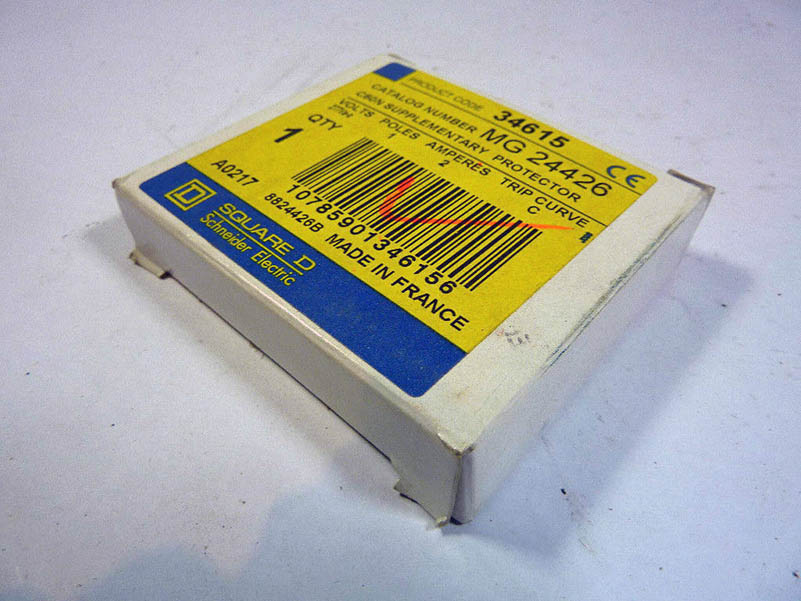 PRODUCT CODE 34615
CATALOG NUMBER MG 24426
C60N SUPPLEMENTARY PROTECTOR
VOLTS POLES AMPERES TRIP CURVE
1 2 C
QTY
1
CE
10785901346156
A0217 8824426B MADE IN FRANCE
D
SQUARE D
Schneider Electric